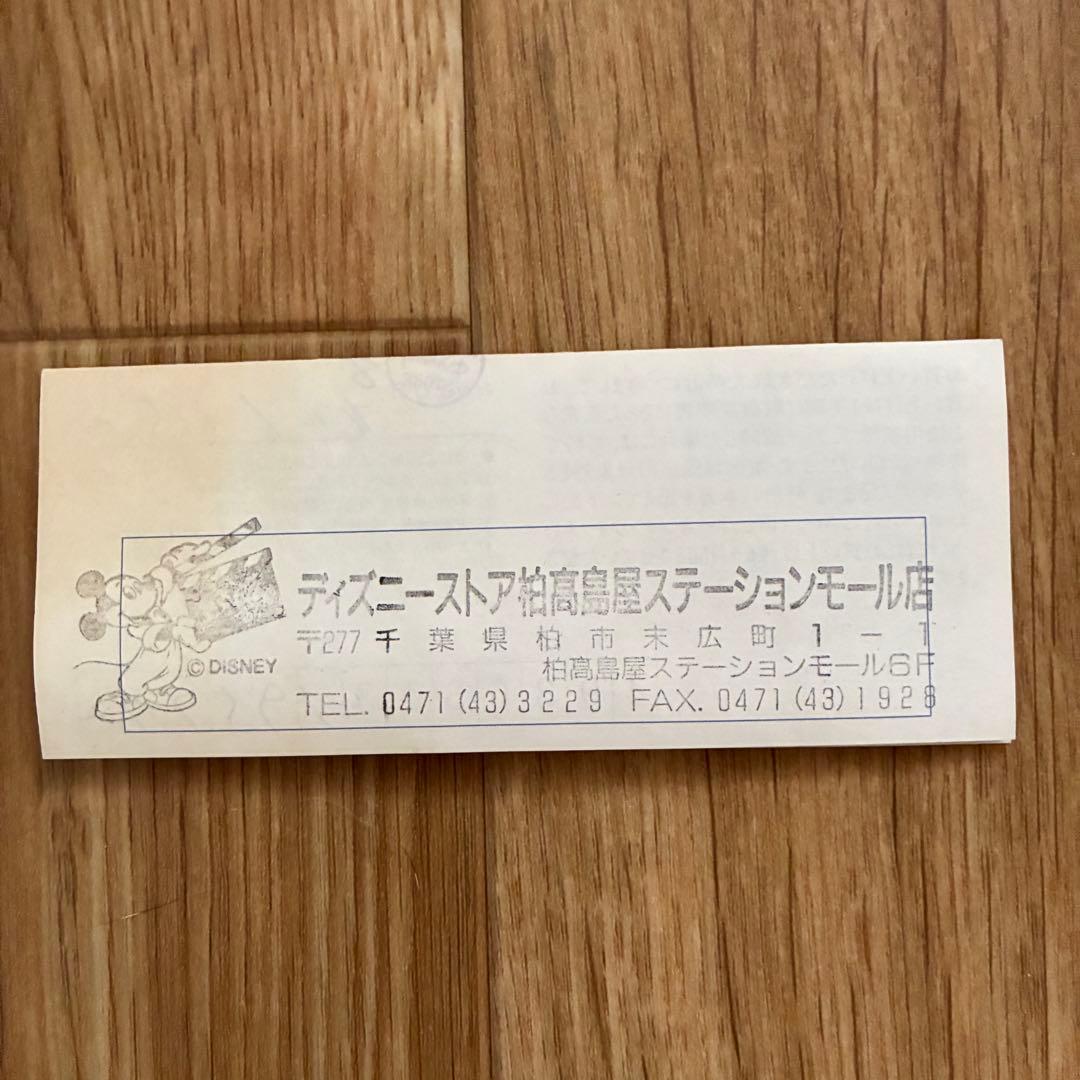 ディズニーストア柏髙島屋ステーションモール店
〒277 千葉県柏市末広町1-1
柏髙島屋ステーションモール6F
©DISNEY
TEL. 0471(43)3229 FAX. 0471(43)1928